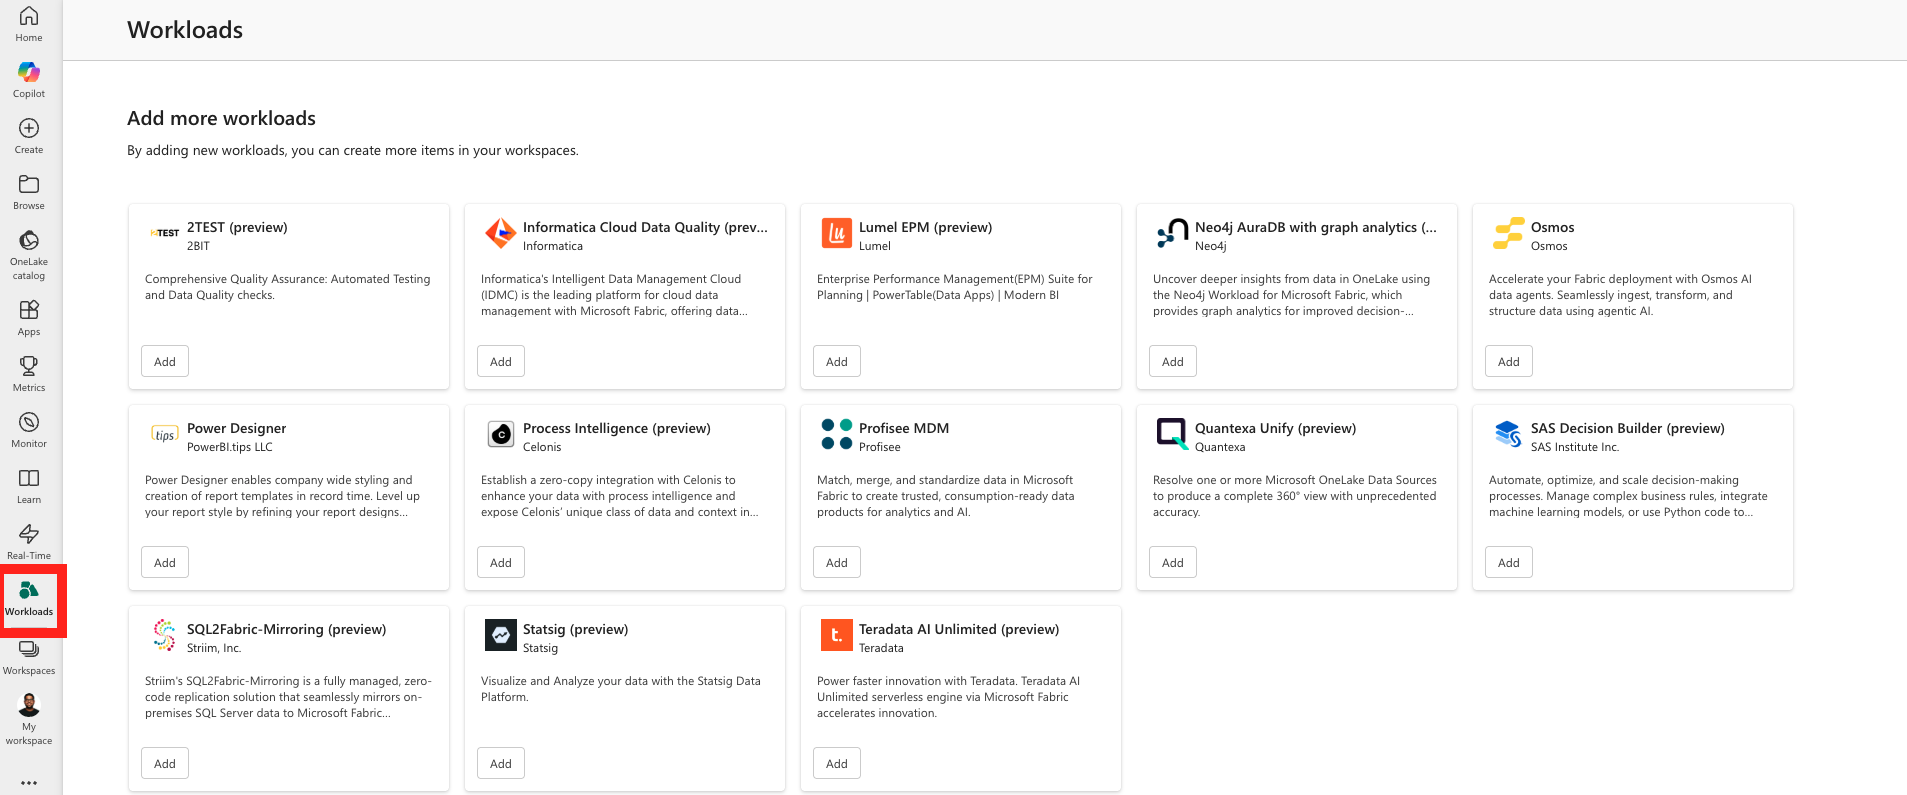 Home
Copilot
Create
Browse
OneLake
catalog
Apps
Metrics
Monitor
Learn
Real-Time
Workloads
Workspaces
My
workspace
...
Workloads
Add more workloads
By adding new workloads, you can create more items in your workspaces.
2TEST (preview)
2BIT
Comprehensive Quality Assurance: Automated Testing
and Data Quality checks.
Add
Informatica Cloud Data Quality (prev...
Informatica
Informatica's Intelligent Data Management Cloud
(IDMC) is the leading platform for cloud data
management with Microsoft Fabric, offering data...
Add
Lu
Lumel EPM (preview)
Lumel
Enterprise Performance Management(EPM) Suite for
Planning | PowerTable(Data Apps) | Modern BI
Add
Neo4j AuraDB with graph analytics (...
Neo4j
Uncover deeper insights from data in OneLake using
the Neo4j Workload for Microsoft Fabric, which
provides graph analytics for improved decision-...
Add
Osmos
Osmos
Accelerate your Fabric deployment with Osmos AI
data agents. Seamlessly ingest, transform, and
structure data using agentic AI.
Add
tips
Power Designer
PowerBI.tips LLC
Power Designer enables company wide styling and
creation of report templates in record time. Level up
your report style by refining your report designs...
Add
C
Process Intelligence (preview)
Celonis
Establish a zero-copy integration with Celonis to
enhance your data with process intelligence and
expose Celonis' unique class of data and context in...
Add
Profisee MDM
Profisee
Match, merge, and standardize data in Microsoft
Fabric to create trusted, consumption-ready data
products for analytics and AI.
Add
Quantexa Unify (preview)
Quantexa
Resolve one or more Microsoft OneLake Data Sources
to produce a complete 360° view with unprecedented
accuracy.
Add
SAS Decision Builder (preview)
SAS Institute Inc.
Automate, optimize, and scale decision-making
processes. Manage complex business rules, integrate
machine learning models, or use Python code to...
Add
SQL2Fabric-Mirroring (preview)
Striim, Inc.
Striim's SQL2Fabric-Mirroring is a fully managed, zero-
code replication solution that seamlessly mirrors on-
premises SQL Server data to Microsoft Fabric...
Add
Statsig (preview)
Statsig
Visualize and Analyze your data with the Statsig Data
Platform.
Add
t.
Teradata AI Unlimited (preview)
Teradata
Power faster innovation with Teradata. Teradata AI
Unlimited serverless engine via Microsoft Fabric
accelerates innovation.
Add